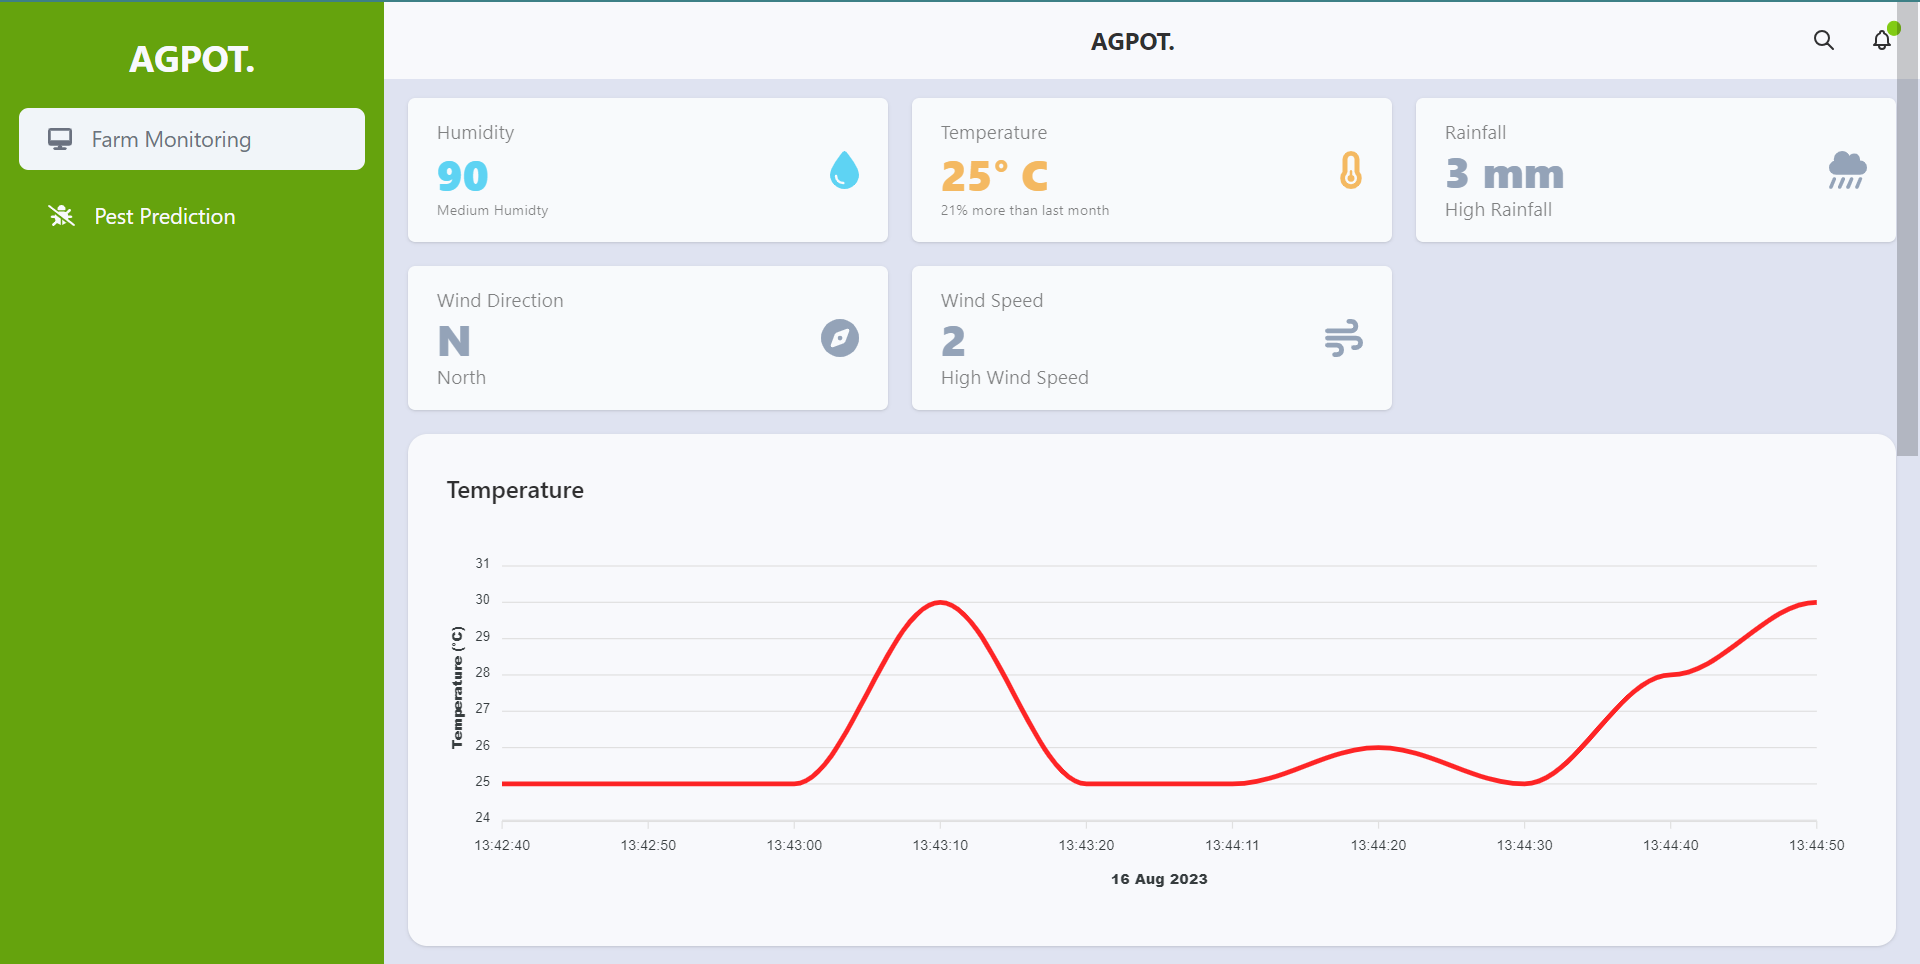 AGPOT.
Farm Monitoring
Pest Prediction
AGPOT.
Humidity
90
Medium Humidty
Temperature
25° C
21% more than last month
Rainfall
3 mm
High Rainfall
Wind Direction
N
North
Wind Speed
2
High Wind Speed
Temperature
Temperature (°C)
31
30
29
28
27
26
25
24
13:42:40 13:42:50 13:43:00 13:43:10 13:43:20 13:44:11 13:44:20 13:44:30 13:44:40 13:44:50
16 Aug 2023